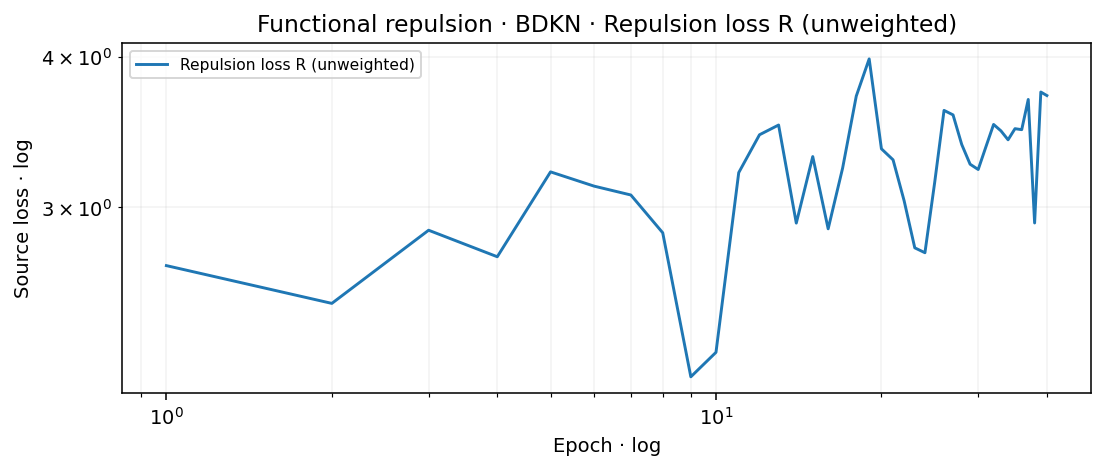 Functional repulsion · BDKN · Repulsion loss R (unweighted)
Repulsion loss R (unweighted)
Source loss · log
4 × 10⁰
3 × 10⁰
10⁰
10¹
Epoch · log